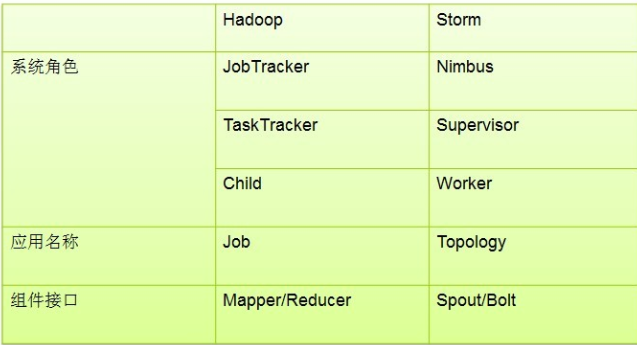 Hadoop Storm
系统角色 JobTracker Nimbus
TaskTracker Supervisor
Child Worker
应用名称 Job Topology
组件接口 Mapper/Reducer Spout/Bolt